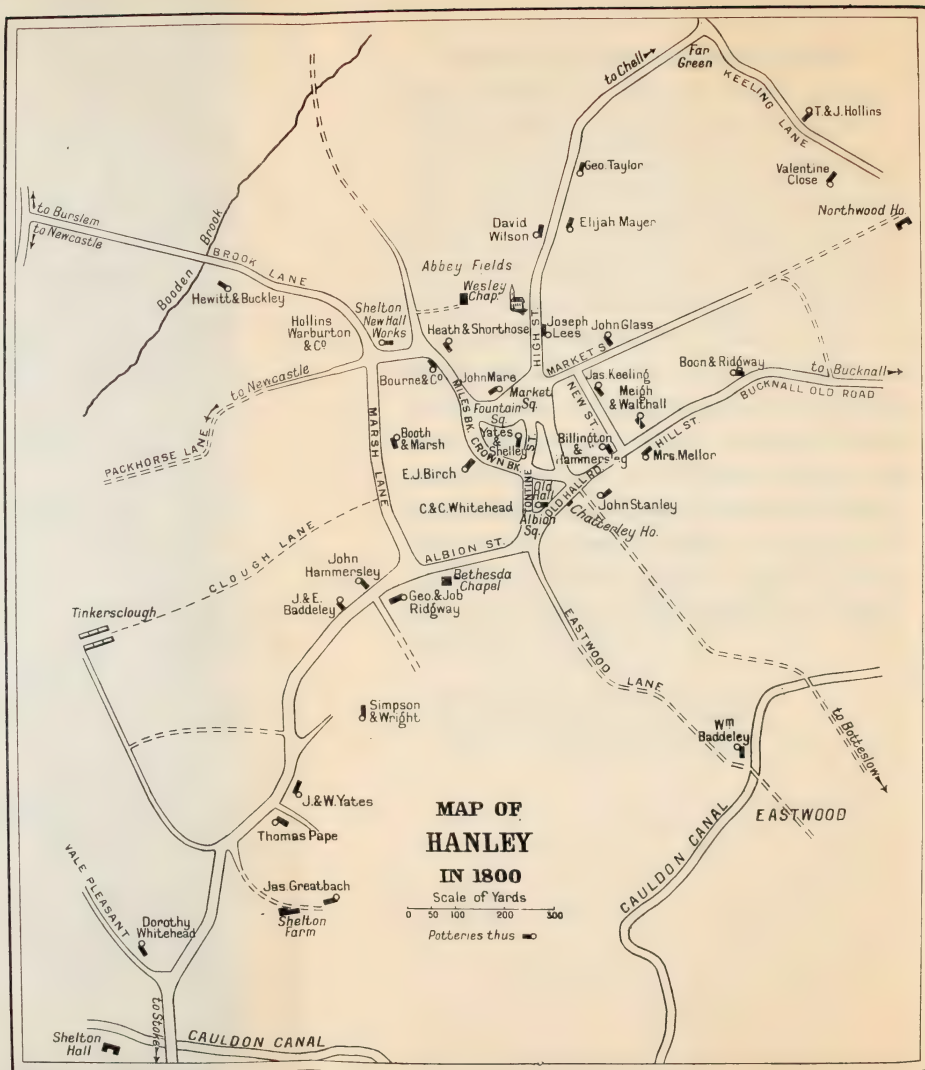 to Chell
Far
Green
KEELING LANE
T. & J. Hollins
Geo. Taylor
Valentine
Close
Northwood Ho.
to Burslem
to Newcastle
Brook
Booden
BROOK LANE
Hewitt & Buckley
David
Wilson
Elijah Mayer
Abbey Fields
Wesley
Chap.
Shelton
New Hall
Works
Hollins
Warburton
& Co
Heath & Shorthose
HIGH ST.
Joseph
Lees
John Glass
MARKET S
to Newcastle
Bourne & Co
John Mare
Market
Sq.
Jas. Keeling
Boon & Ridgway
to Bucknall
BUCKNALL OLD ROAD
PACKHORSE LANE
MARSH LANE
MILES BK.
Fountain
Sq.
NEW ST.
Meigh
& Walthall
Booth
& Marsh
CROWN BK.
Yates
&
Shelley
ST.
Billington
&
Hammersley
HILL ST.
Mrs. Mellor
E. J. Birch
C. & C. Whitehead
TONTINE
Old
Hall
OLD HALL RD.
Albion
Sq.
John Stanley
Chatterley Ho.
CLOUGH LANE
ALBION ST.
John
Hammersley
Bethesda
Chapel
J. & E.
Baddeley
Geo. & Job
Ridgway
Tinkersclough
EASTWOOD LANE
Simpson
& Wright
Wm
Baddeley
to Botteslow
J. & W. Yates
EASTWOOD
Thomas Pape
CAULDON CANAL
MAP OF
HANLEY
IN 1800
Scale of Yards
0 50 100 200 300
Potteries thus
VALE PLEASANT
Jas. Greatbach
Shelton
Farm
Dorothy
Whitehead
to Stoke
Shelton
Hall
CAULDON CANAL